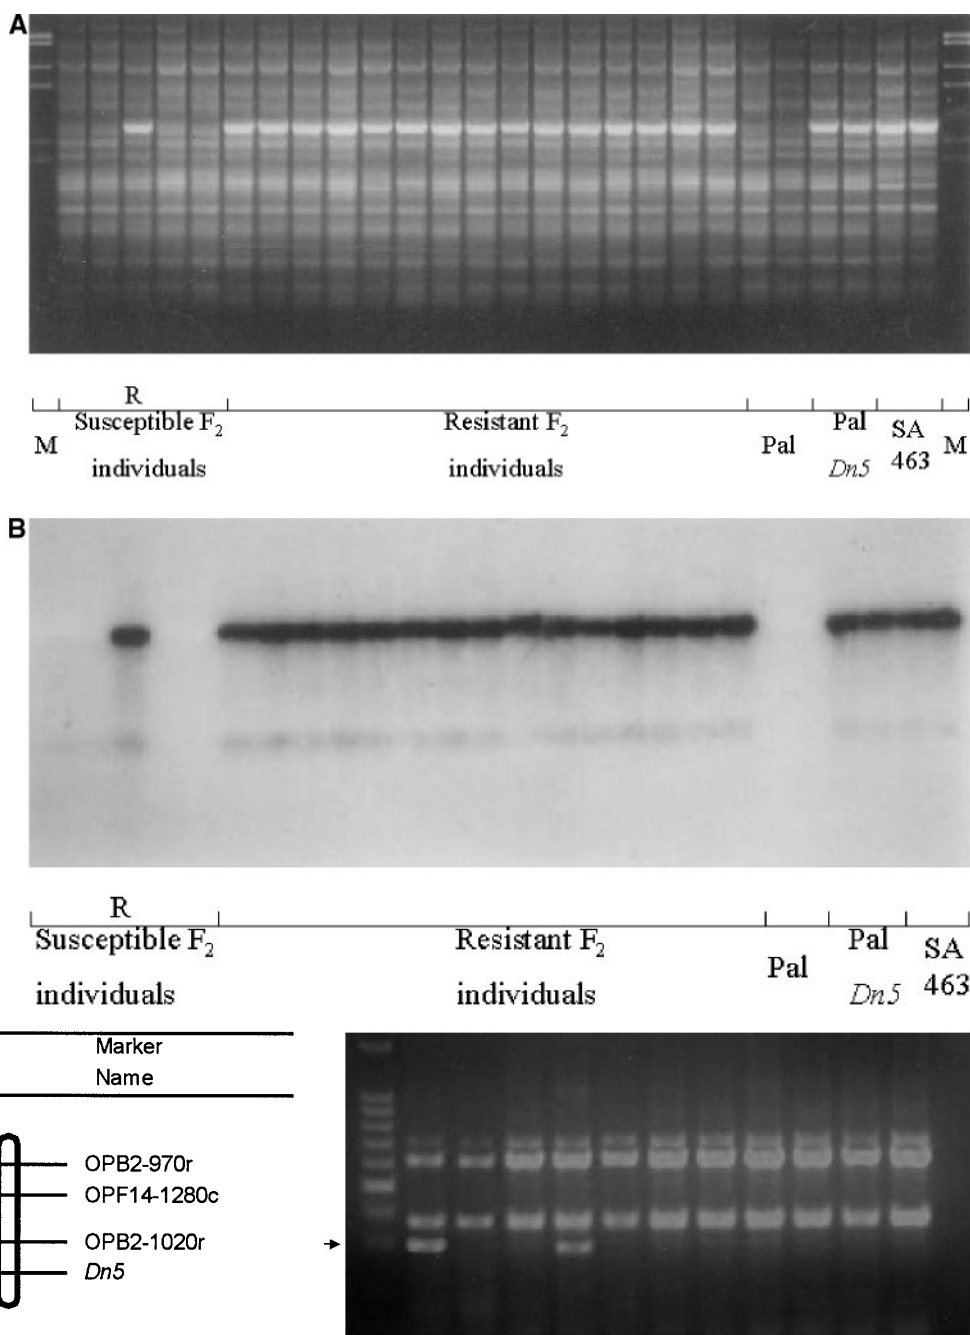 A
R
Susceptible F₂
individuals
M
Resistant F₂
individuals
Pal
Pal
Dn5
SA
463
M
B
R
Susceptible F₂
individuals
Resistant F₂
individuals
Pal
Pal
Dn5
SA
463
Marker
Name
OPB2-970r
OPF14-1280c
OPB2-1020r
Dn5